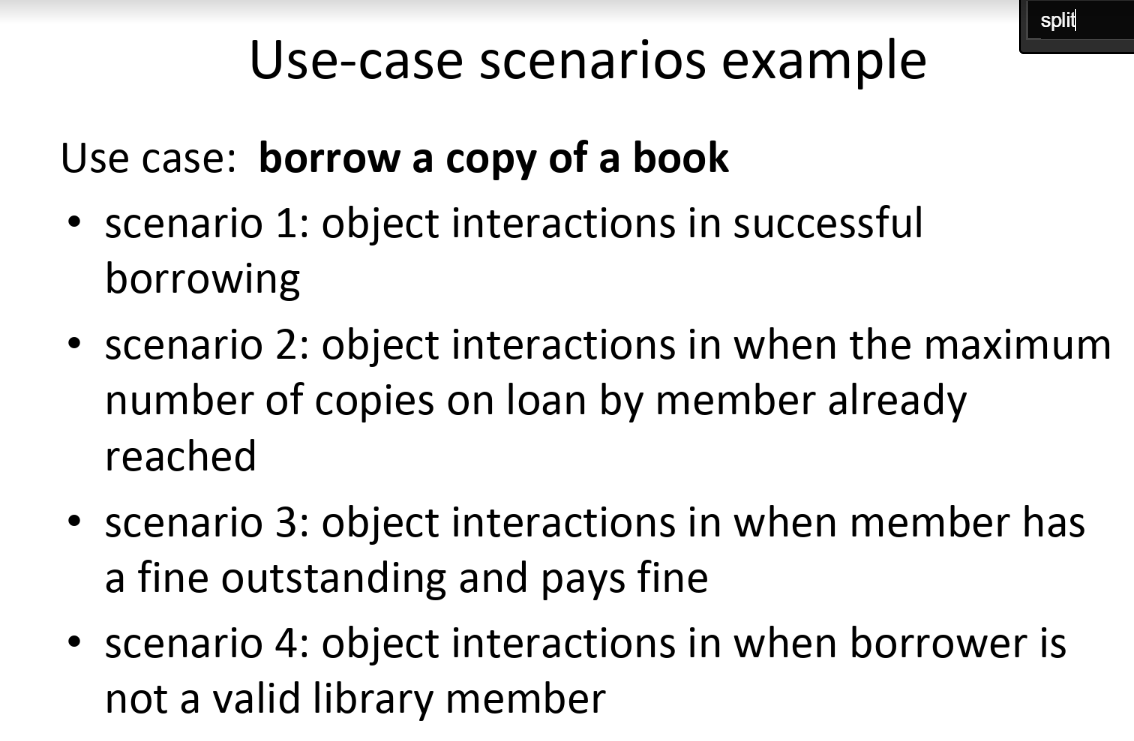 split
Use-case scenarios example
Use case: borrow a copy of a book
• scenario 1: object interactions in successful
borrowing
• scenario 2: object interactions in when the maximum
number of copies on loan by member already
reached
• scenario 3: object interactions in when member has
a fine outstanding and pays fine
• scenario 4: object interactions in when borrower is
not a valid library member